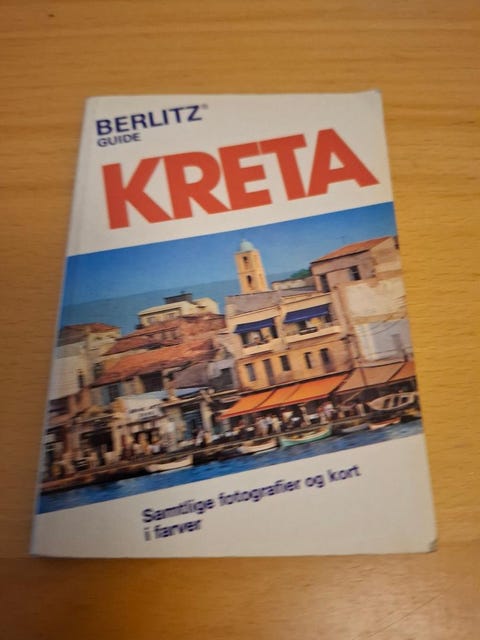 BERLITZ®
GUIDE
KRETA
Samtlige fotografier og kort
i farver